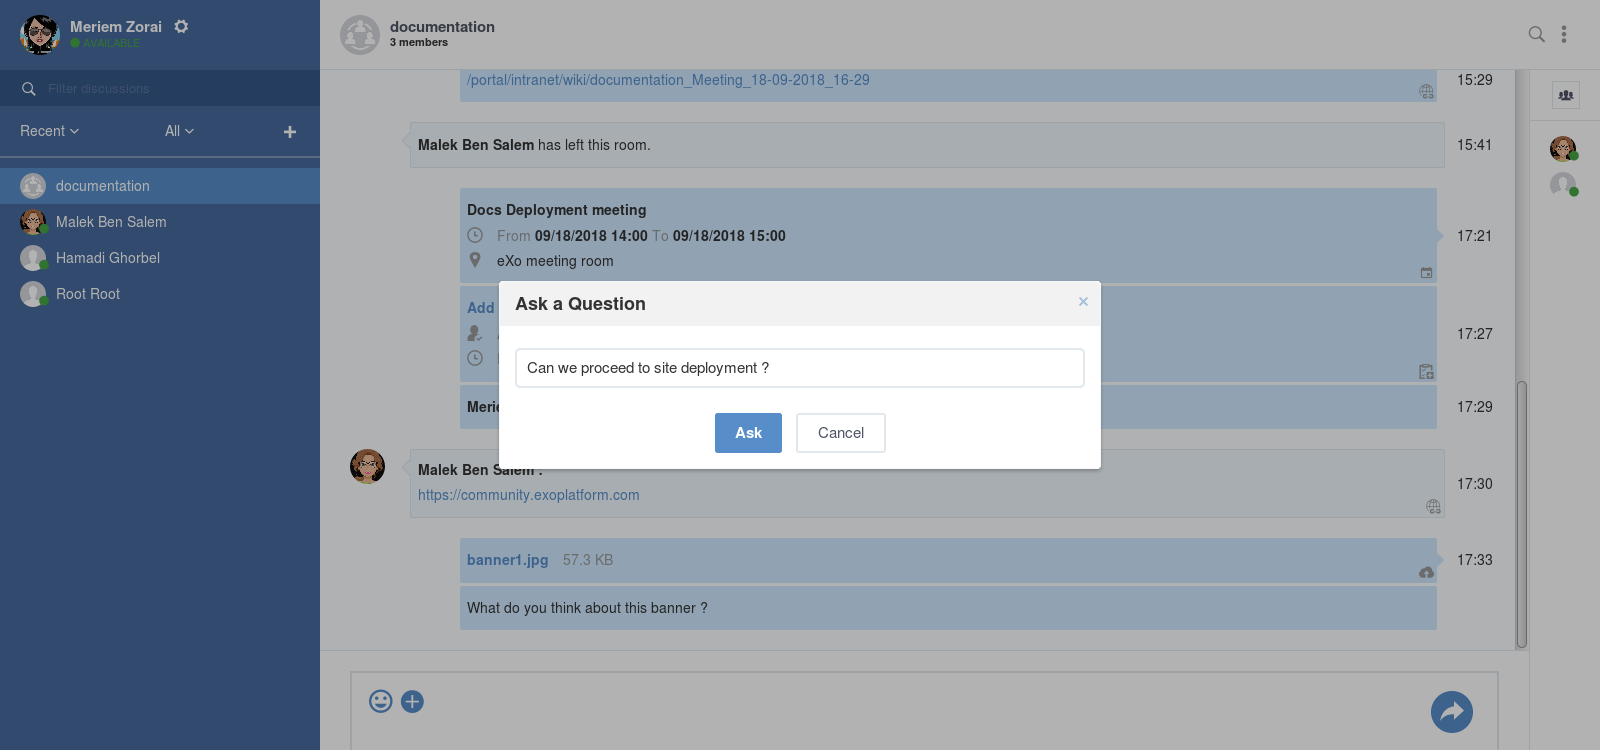 Meriem Zorai
AVAILABLE
Filter discussions
Recent All +
documentation
Malek Ben Salem
Hamadi Ghorbel
Root Root
documentation
3 members
/portal/intranet/wiki/documentation_Meeting_18-09-2018_16-29 15:29
Malek Ben Salem has left this room. 15:41
Docs Deployment meeting
From 09/18/2018 14:00 To 09/18/2018 15:00 17:21
eXo meeting room
Ask a Question ×
Add
17:27
Can we proceed to site deployment ?
17:29
Ask Cancel
Malek Ben Salem :
https://community.exoplatform.com 17:30
banner1.jpg 57.3 KB 17:33
What do you think about this banner ?